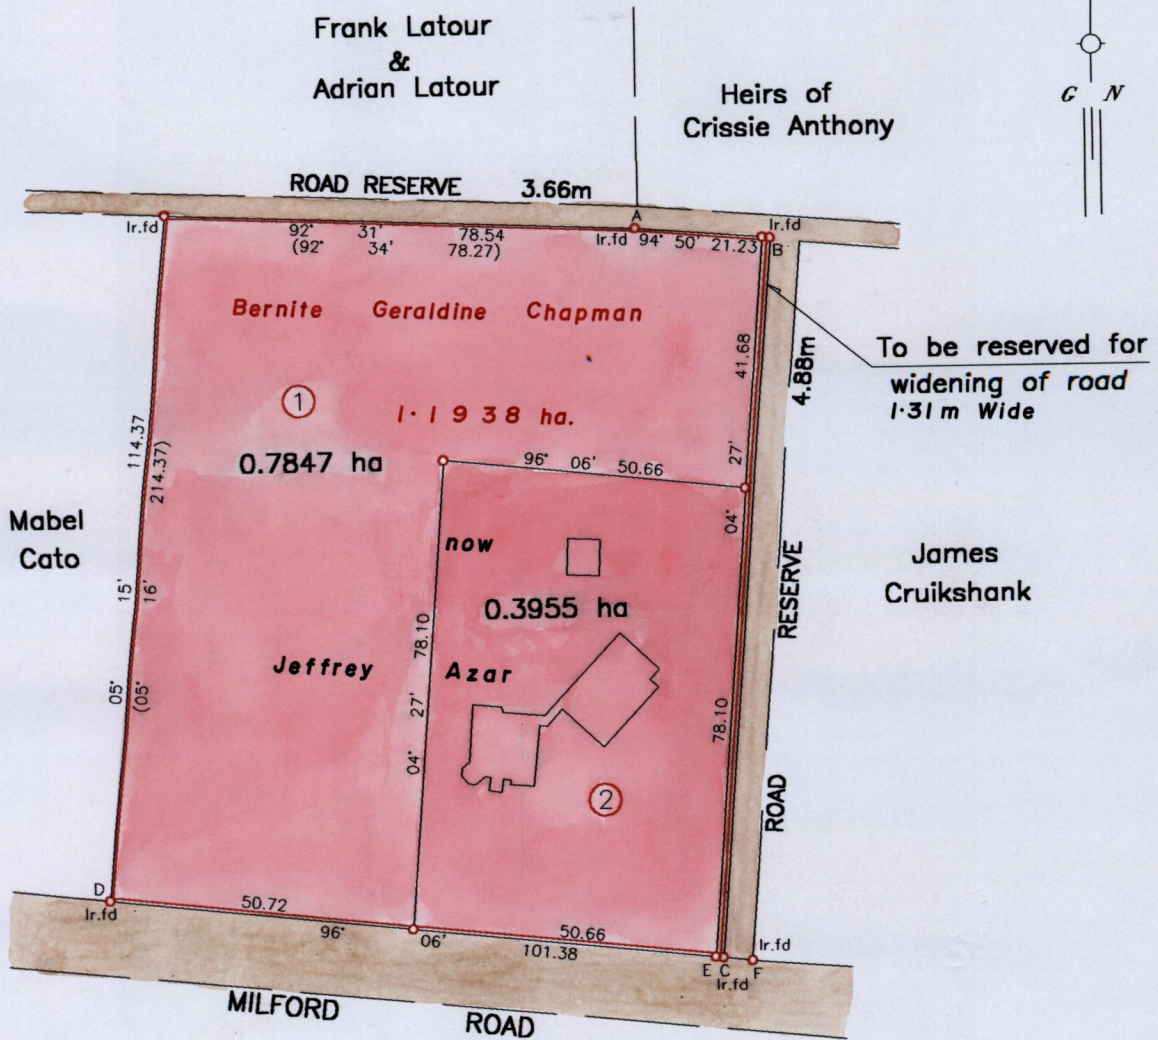 Frank Latour
&
Adrian Latour
Heirs of
Crissie Anthony
G N
ROAD RESERVE 3.66m
A
Ir.fd
92° 31' 78.54
(92° 34' 78.27)
Ir.fd
94° 50' 21.23
Ir.fd
B
Bernite Geraldine Chapman
To be reserved for
widening of road
1.31 m Wide
41.68
4.88m
1
1.1938 ha.
0.7847 ha
114.37
214.37)
96° 06' 50.66
27'
04°
Mabel
Cato
now
James
Cruikshank
0.3955 ha
15'
16'
RESERVE
78.10
Jeffrey Azar
05°
(05°
27'
04°
78.10
2
ROAD
D
Ir.fd
50.72
96° 06'
50.66
101.38
Ir.fd
E C F
Ir.fd
MILFORD ROAD